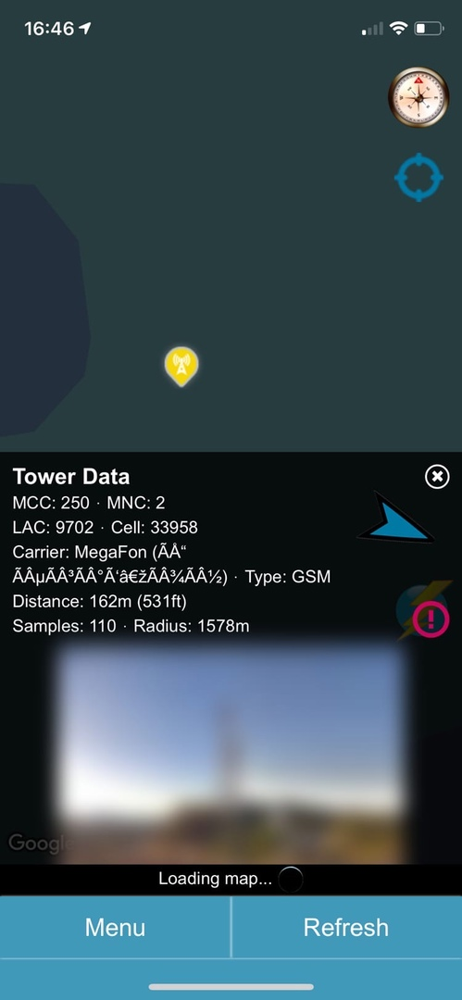 16:46
Tower Data
MCC: 250 · MNC: 2
LAC: 9702 · Cell: 33958
Carrier: MegaFon (ÃÅ“
ÃÂµÃÂ³ÃÂ°Ã‘â€žÃÂ¾ÃÂ½) · Type: GSM
Distance: 162m (531ft)
Samples: 110 · Radius: 1578m
Google
Loading map...
Menu
Refresh